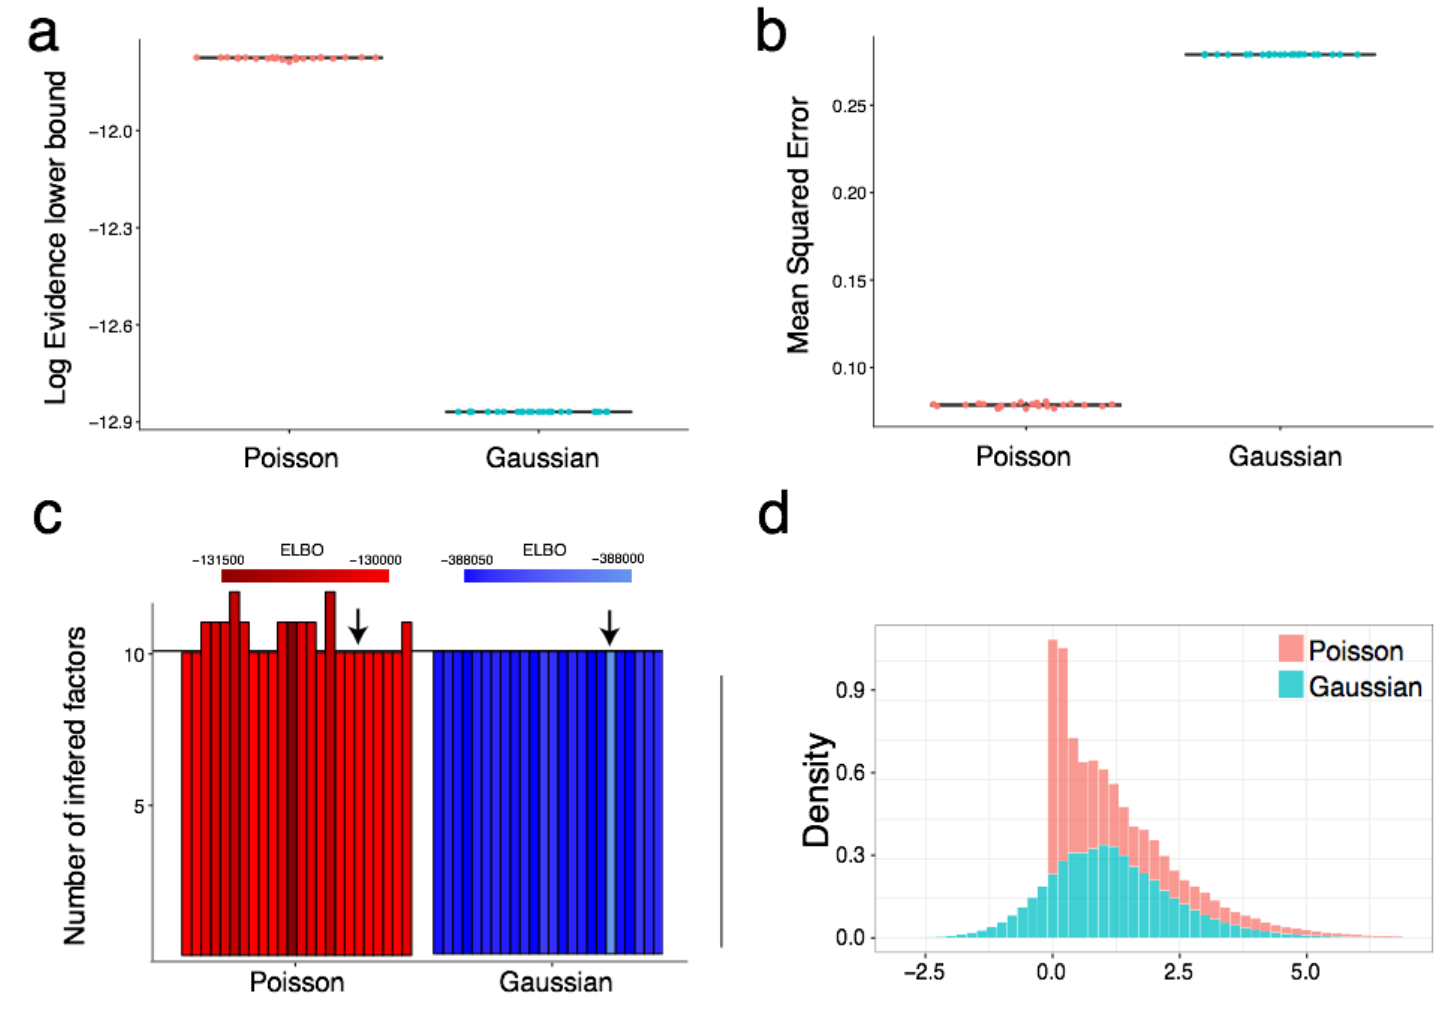 a
Log Evidence lower bound
−12.0
−12.3
−12.6
−12.9
Poisson
Gaussian
b
Mean Squared Error
0.25
0.20
0.15
0.10
Poisson
Gaussian
c
ELBO
−131500
−130000
ELBO
−388050
−388000
Number of infered factors
10
5
Poisson
Gaussian
d
Poisson
Gaussian
Density
0.9
0.6
0.3
0.0
−2.5
0.0
2.5
5.0